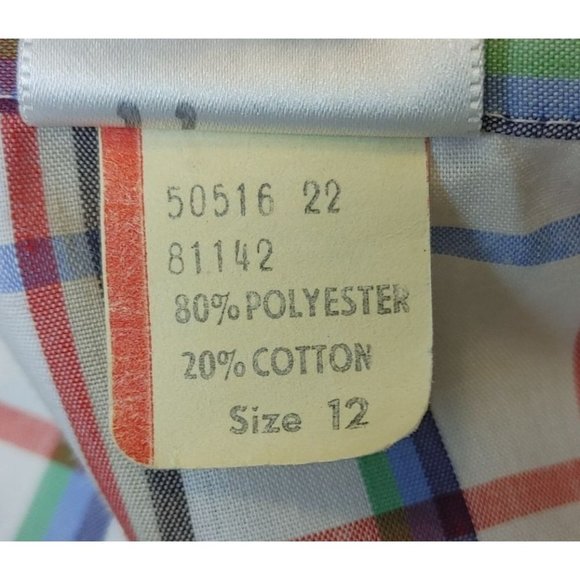 50516 22
81142
80% POLYESTER
20% COTTON
Size 12